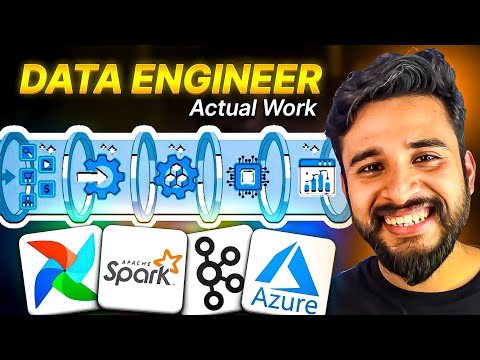 DATA ENGINEER
Actual Work
$
APACHE
Spark
Azure